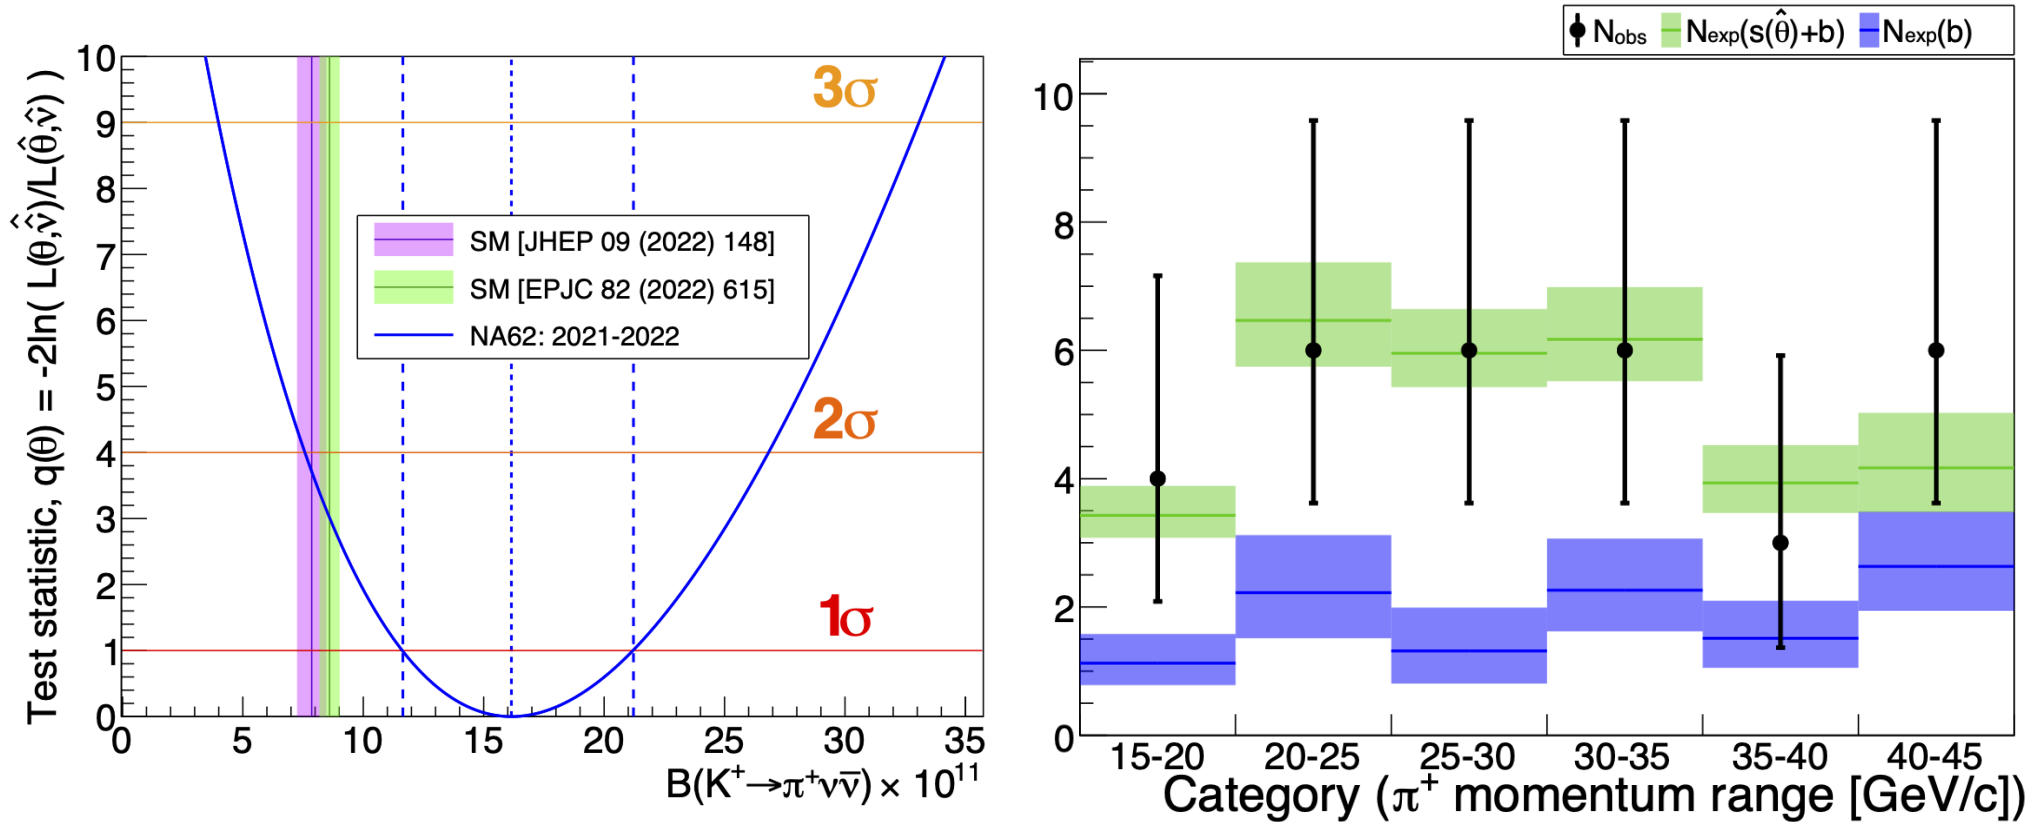 Test statistic, q(θ) = -2ln( L(θ,ν̂̂)/L(θ̂,ν̂) )
10
9
8
7
6
5
4
3
2
1
0
3σ
2σ
1σ
SM [JHEP 09 (2022) 148]
SM [EPJC 82 (2022) 615]
NA62: 2021-2022
0 5 10 15 20 25 30 35
B(K⁺→π⁺νν̅) × 10¹¹
N_obs N_exp(s(θ̂)+b) N_exp(b)
10
8
6
4
2
0
15-20 20-25 25-30 30-35 35-40 40-45
Category (π⁺ momentum range [GeV/c])